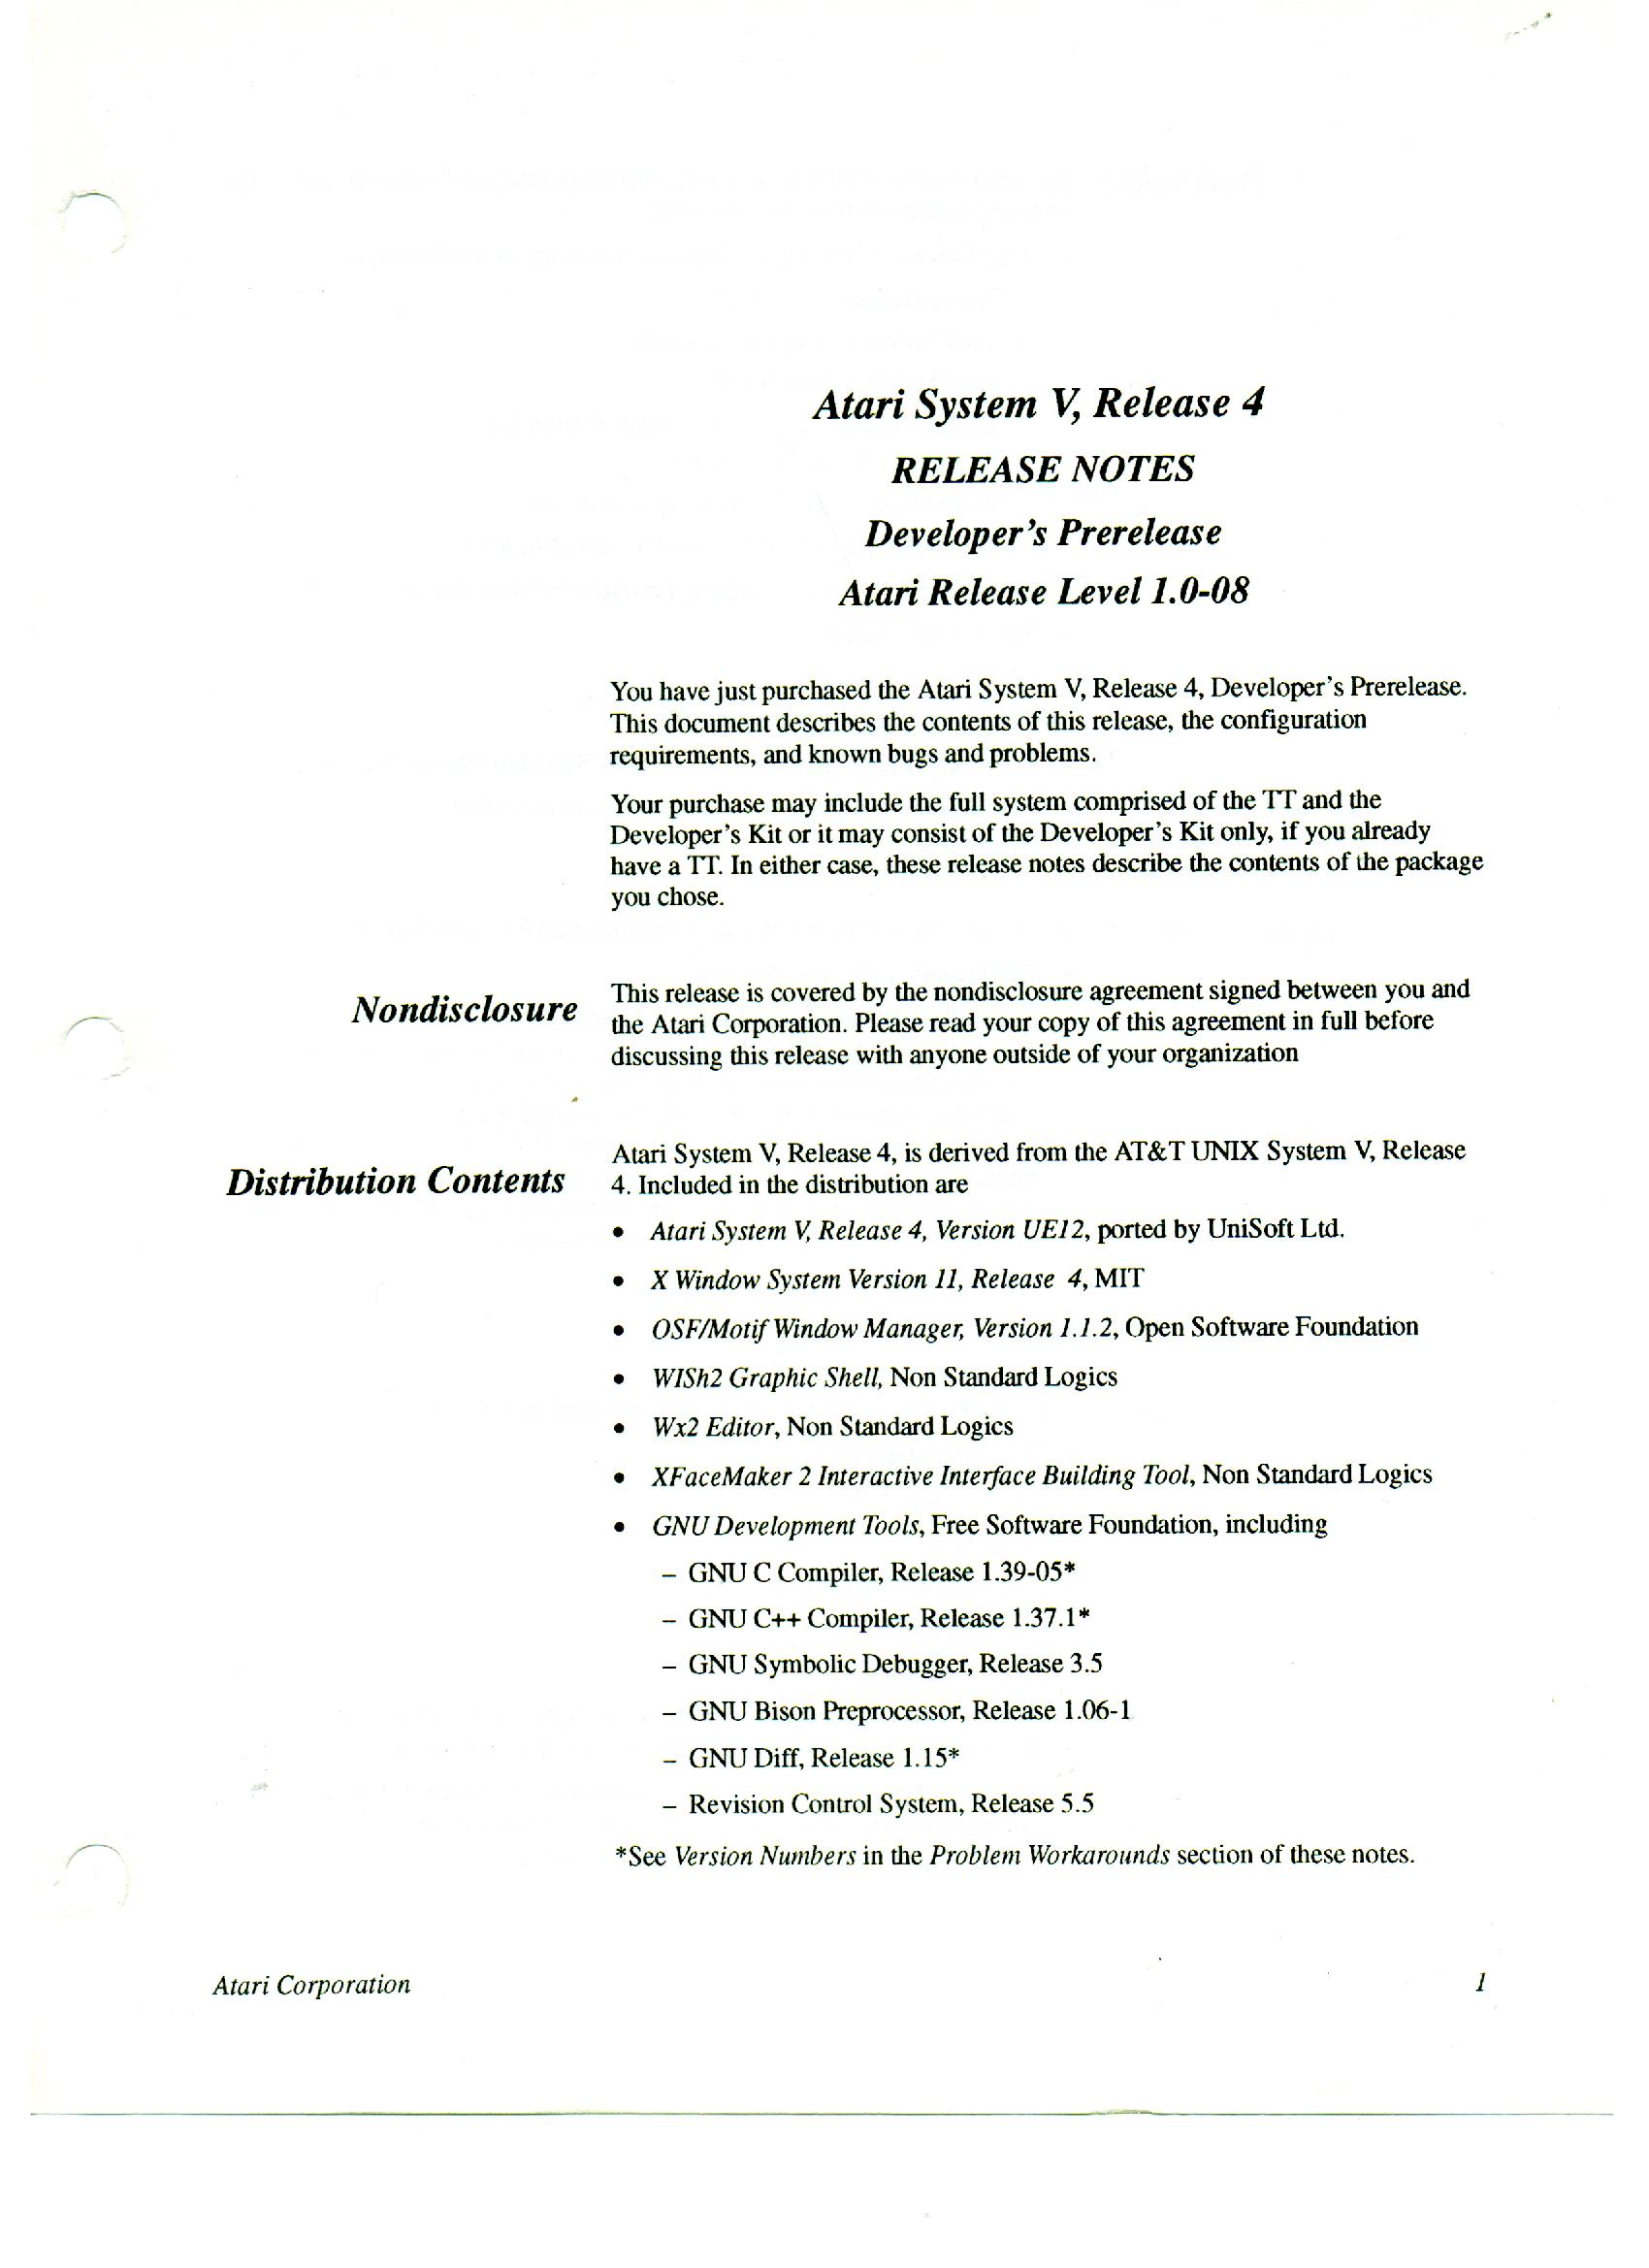 Atari System V, Release 4
RELEASE NOTES
Developer's Prerelease
Atari Release Level 1.0-08
You have just purchased the Atari System V, Release 4, Developer's Prerelease.
This document describes the contents of this release, the configuration
requirements, and known bugs and problems.
Your purchase may include the full system comprised of the TT and the
Developer's Kit or it may consist of the Developer's Kit only, if you already
have a TT. In either case, these release notes describe the contents of the package
you chose.
Nondisclosure
This release is covered by the nondisclosure agreement signed between you and
the Atari Corporation. Please read your copy of this agreement in full before
discussing this release with anyone outside of your organization
Distribution Contents
Atari System V, Release 4, is derived from the AT&T UNIX System V, Release
4. Included in the distribution are
• Atari System V, Release 4, Version UE12, ported by UniSoft Ltd.
• X Window System Version 11, Release 4, MIT
• OSF/Motif Window Manager, Version 1.1.2, Open Software Foundation
• WISh2 Graphic Shell, Non Standard Logics
• Wx2 Editor, Non Standard Logics
• XFaceMaker 2 Interactive Interface Building Tool, Non Standard Logics
• GNU Development Tools, Free Software Foundation, including
– GNU C Compiler, Release 1.39-05*
– GNU C++ Compiler, Release 1.37.1*
– GNU Symbolic Debugger, Release 3.5
– GNU Bison Preprocessor, Release 1.06-1
– GNU Diff, Release 1.15*
– Revision Control System, Release 5.5
*See Version Numbers in the Problem Workarounds section of these notes.
Atari Corporation 1